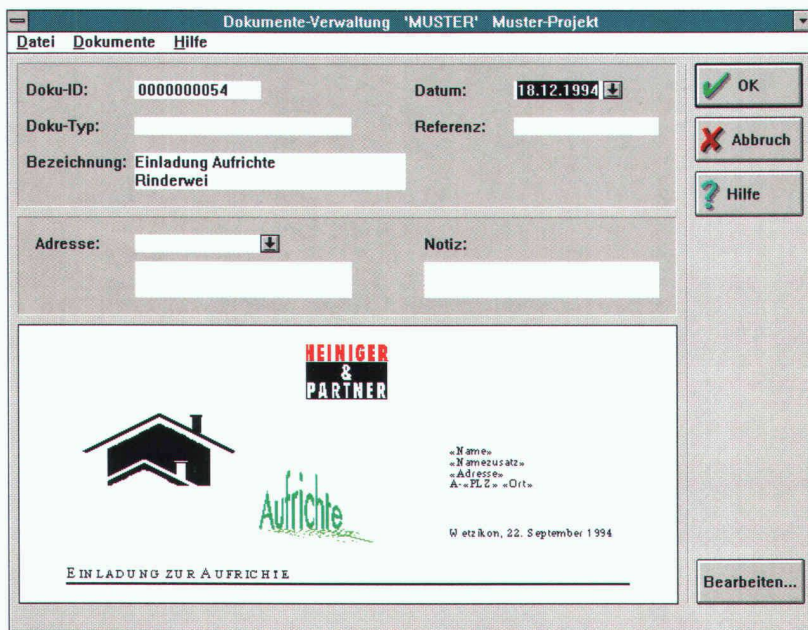 Dokumente-Verwaltung 'MUSTER' Muster-Projekt
Datei Dokumente Hilfe
Doku-ID: 0000000054 Datum: 18.12.1994
OK
Doku-Typ: Referenz:
Abbruch
Bezeichnung: Einladung Aufrichte
Rinderwei
Hilfe
Adresse: Notiz:
HEINIGER
&
PARTNER
«Name»
«Namezusatz»
«Adresse»
A-«PLZ» «Ort»
Aufrichte
Wetzikon, 22. September 1994
EINLADUNG ZUR AUFRICHTE
Bearbeiten...